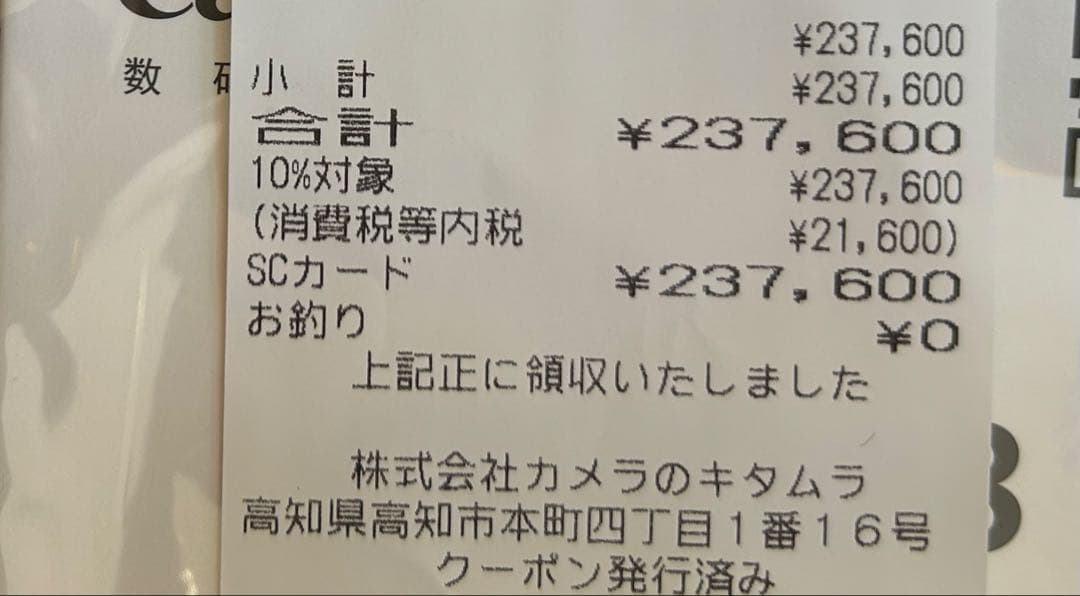 ¥237,600
数
小 計 ¥237,600
合計 ¥237,600
10%対象 ¥237,600
(消費税等内税 ¥21,600)
SCカード ¥237,600
お釣り ¥0
上記正に領収いたしました
株式会社カメラのキタムラ
高知県高知市本町四丁目1番16号
クーポン発行済み